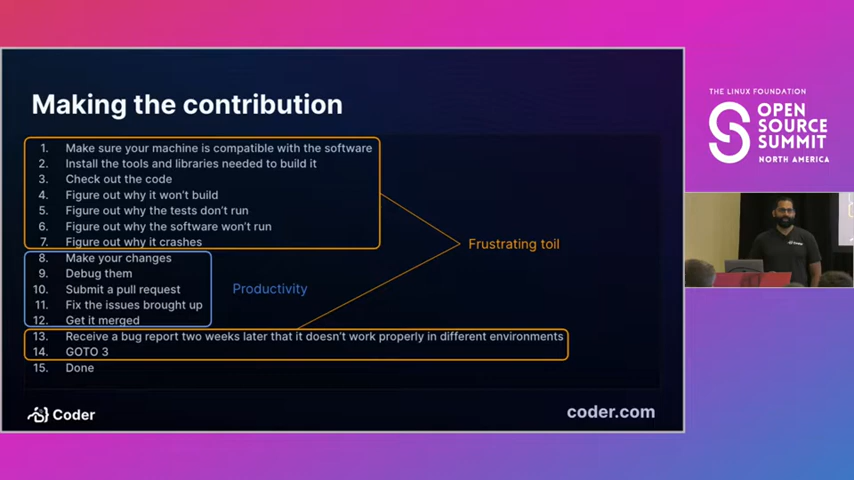 Making the contribution
1. Make sure your machine is compatible with the software
2. Install the tools and libraries needed to build it
3. Check out the code
4. Figure out why it won't build
5. Figure out why the tests don't run
6. Figure out why the software won't run
7. Figure out why it crashes
8. Make your changes
9. Debug them
10. Submit a pull request
11. Fix the issues brought up
12. Get it merged
13. Receive a bug report two weeks later that it doesn't work properly in different environments
14. GOTO 3
15. Done
Productivity
Frustrating toil
Coder
coder.com
THE LINUX FOUNDATION
OPEN
SOURCE
SUMMIT
NORTH AMERICA